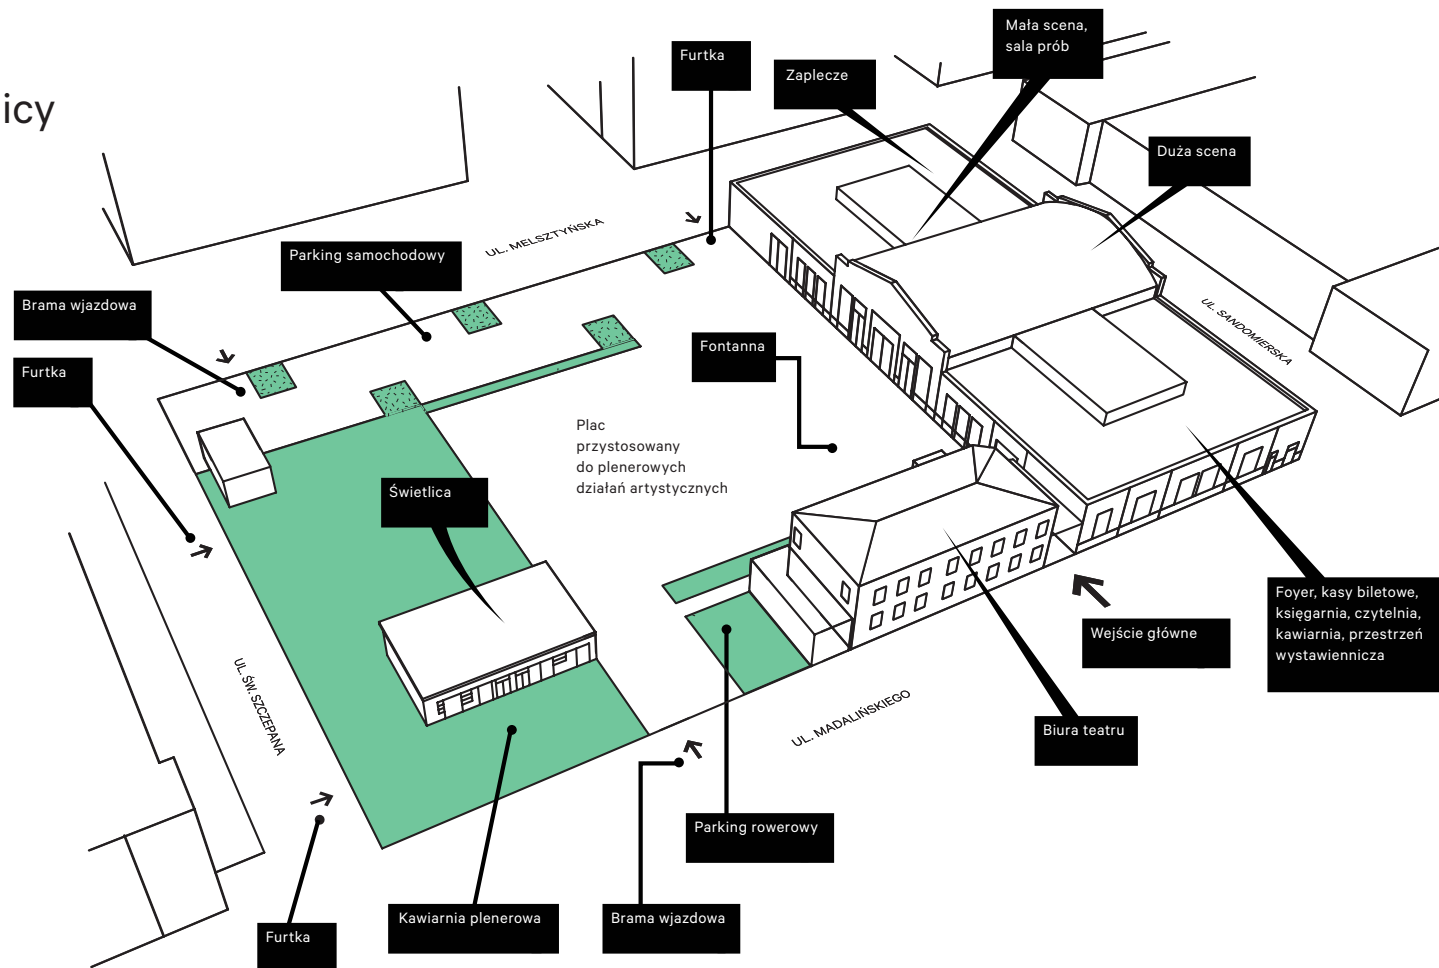 icy
Mała scena,
sala prób
Furtka
Zaplecze
Duża scena
UL. MELSZTYŃSKA
Parking samochodowy
Brama wjazdowa
UL. SANDOMIERSKA
Fontanna
Furtka
Plac
przystosowany
do plenerowych
działań artystycznych
Świetlica
Foyer, kasy biletowe,
księgarnia, czytelnia,
kawiarnia, przestrzeń
wystawiennicza
Wejście główne
UL. ŚW. SZCZEPANA
UL. MADALIŃSKIEGO
Biura teatru
Parking rowerowy
Kawiarnia plenerowa
Brama wjazdowa
Furtka